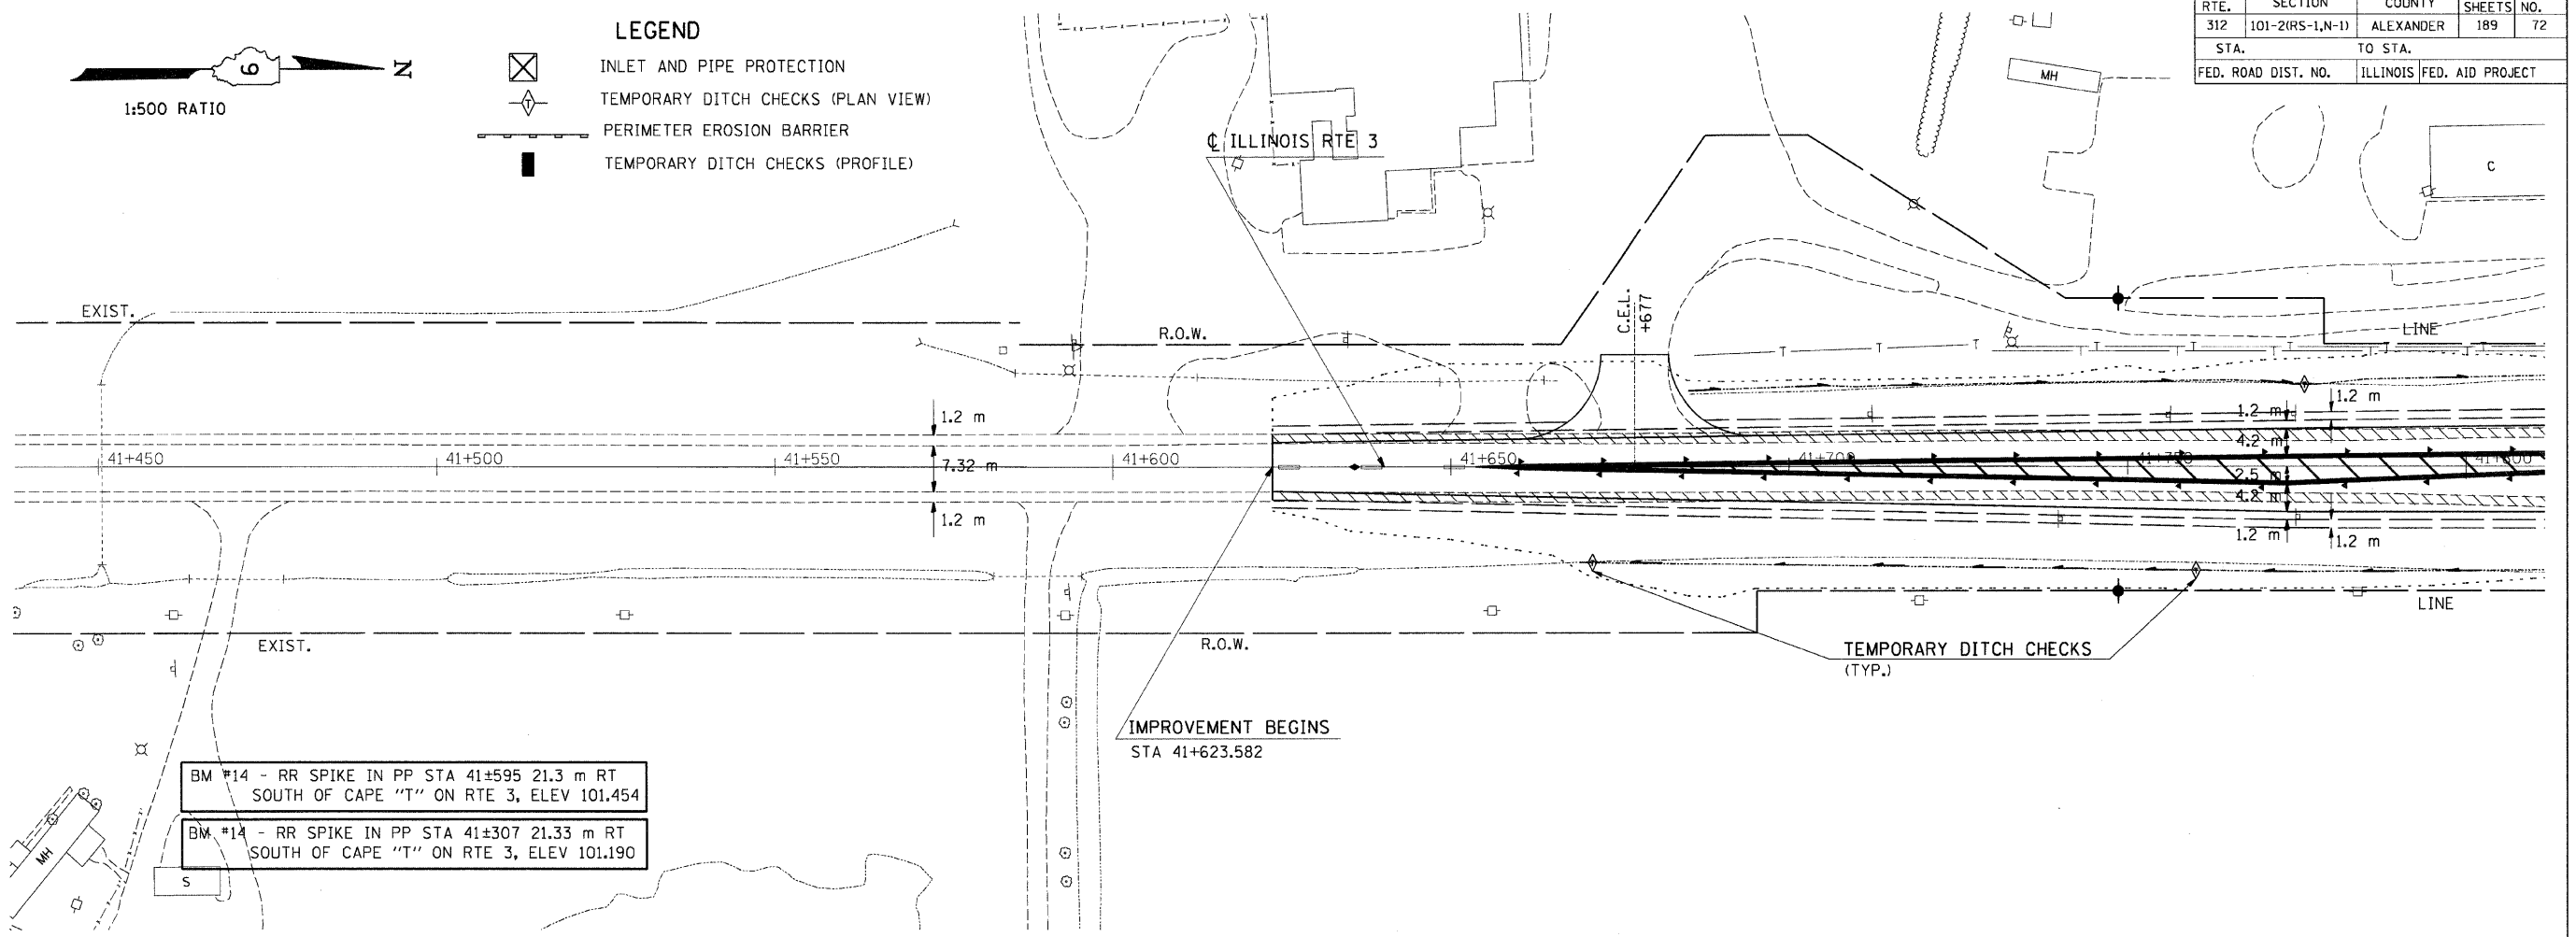 LEGEND
INLET AND PIPE PROTECTION
T TEMPORARY DITCH CHECKS (PLAN VIEW)
PERIMETER EROSION BARRIER
TEMPORARY DITCH CHECKS (PROFILE)
6 N
1:500 RATIO
RTE. SECTION COUNTY SHEETS NO.
312 101-2(RS-1,N-1) ALEXANDER 189 72
STA. TO STA.
FED. ROAD DIST. NO. ILLINOIS FED. AID PROJECT
MH
C
℄ ILLINOIS RTE 3
EXIST.
R.O.W.
C.E.L.
+677
LINE
1.2 m
1.2 m
1.2 m
4.2 m
41+450
41+500
41+550
7.32 m
41+600
41+650
41+700
41+750
41+800
2.5 m
4.2 m
1.2 m
1.2 m
1.2 m
EXIST.
R.O.W.
LINE
TEMPORARY DITCH CHECKS
(TYP.)
IMPROVEMENT BEGINS
STA 41+623.582
BM #14 - RR SPIKE IN PP STA 41±595 21.3 m RT
SOUTH OF CAPE "T" ON RTE 3, ELEV 101.454
BM #14 - RR SPIKE IN PP STA 41±307 21.33 m RT
SOUTH OF CAPE "T" ON RTE 3, ELEV 101.190
MH
S